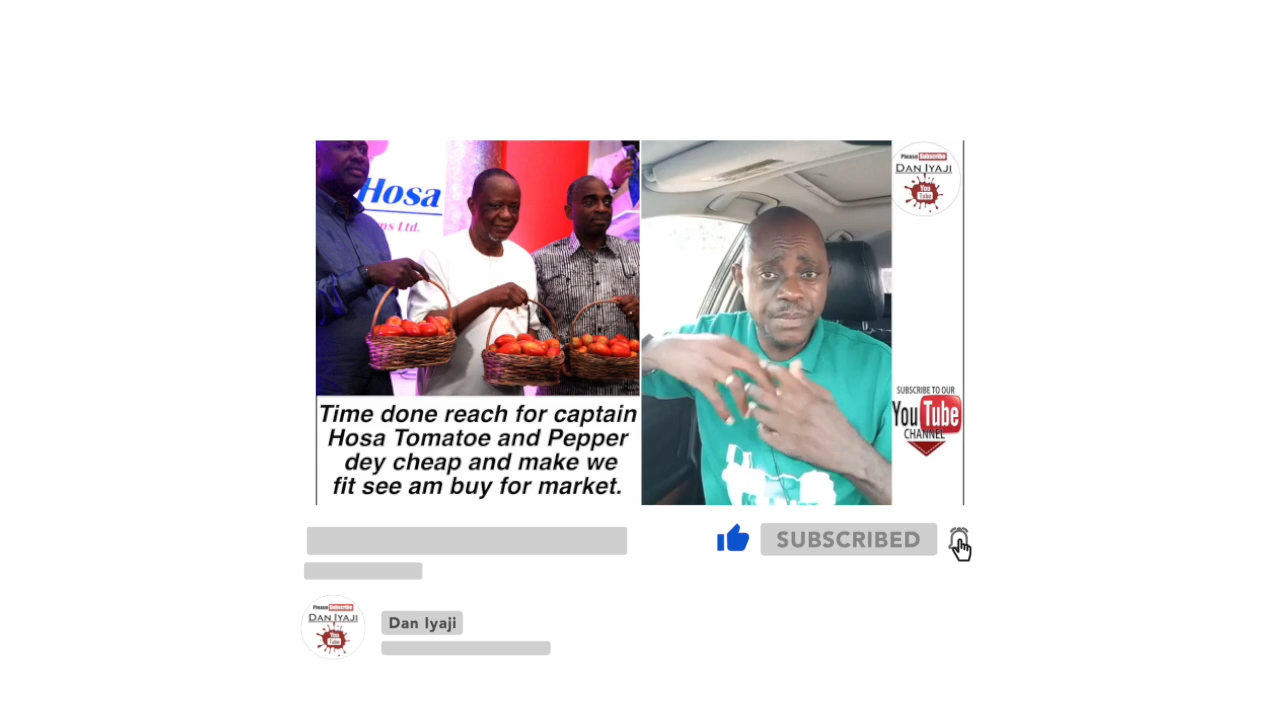 Hosa
ms Ltd.
Please Subscribe
DAN IYAJI
You
Tube
SUBSCRIBE TO OUR
YouTube
CHANNEL
Time done reach for captain
Hosa Tomatoe and Pepper
dey cheap and make we
fit see am buy for market.
SUBSCRIBED
Please Subscribe
DAN IYAJI
You
Tube
Dan Iyaji